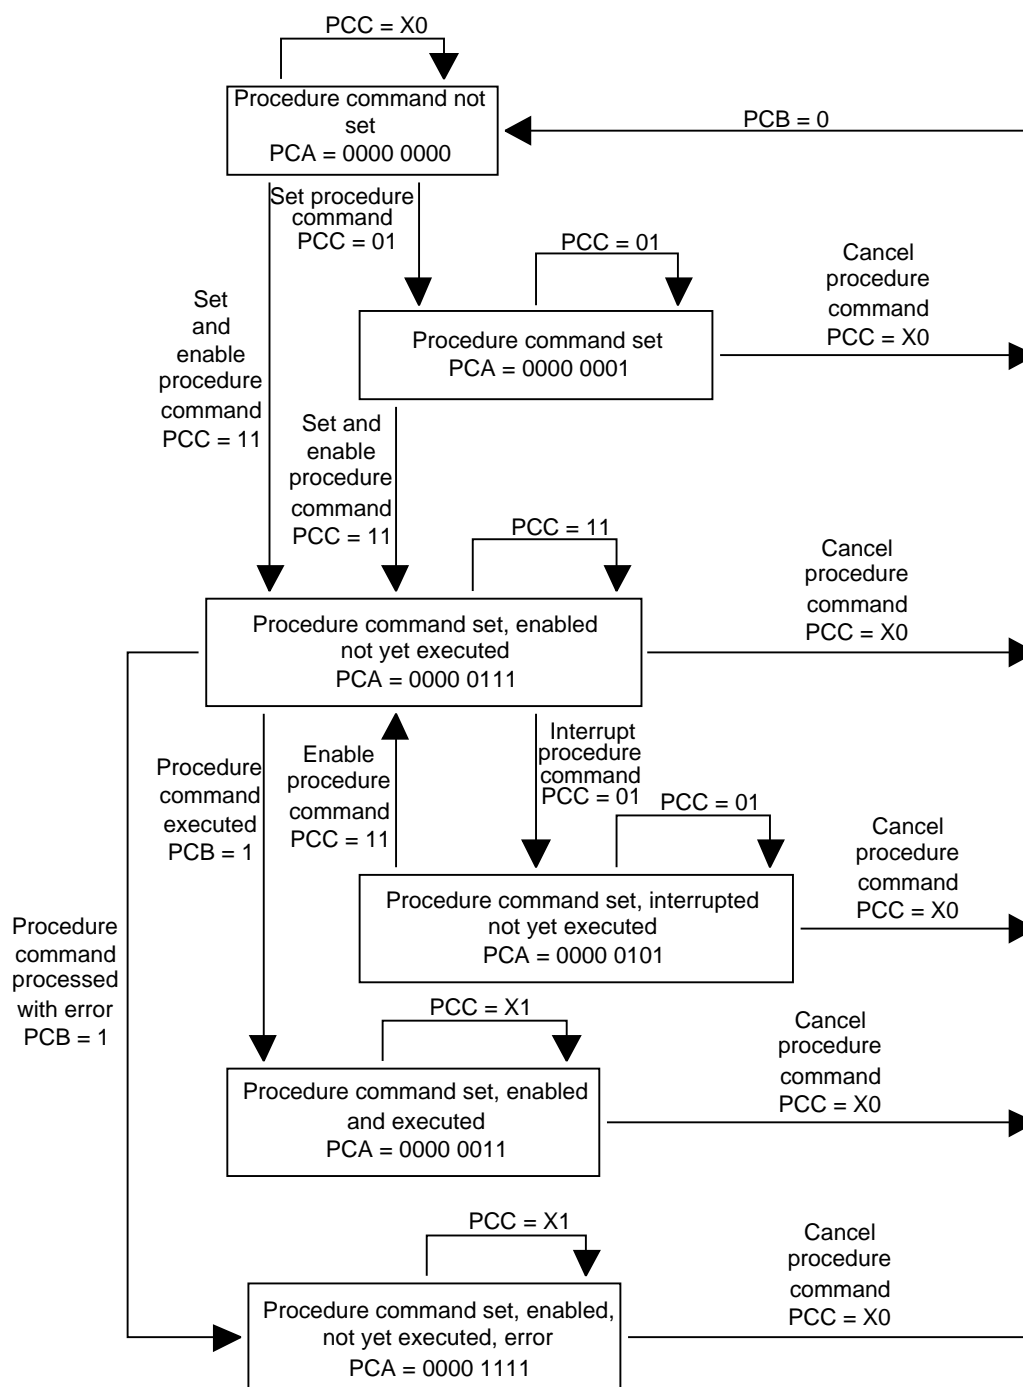 PCC = X0
Procedure command not
set
PCA = 0000 0000
PCB = 0
Set procedure
command
PCC = 01
PCC = 01
Cancel
procedure
command
PCC = X0
Set
and
enable
procedure
command
PCC = 11
Procedure command set
PCA = 0000 0001
Set and
enable
procedure
command
PCC = 11
PCC = 11
Cancel
procedure
command
PCC = X0
Procedure command set, enabled
not yet executed
PCA = 0000 0111
Procedure
command
executed
PCB = 1
Enable
procedure
command
PCC = 11
Interrupt
procedure
command
PCC = 01
PCC = 01
Cancel
procedure
command
PCC = X0
Procedure command set, interrupted
not yet executed
PCA = 0000 0101
Procedure
command
processed
with error
PCB = 1
PCC = X1
Cancel
procedure
command
PCC = X0
Procedure command set, enabled
and executed
PCA = 0000 0011
PCC = X1
Cancel
procedure
command
PCC = X0
Procedure command set, enabled,
not yet executed, error
PCA = 0000 1111